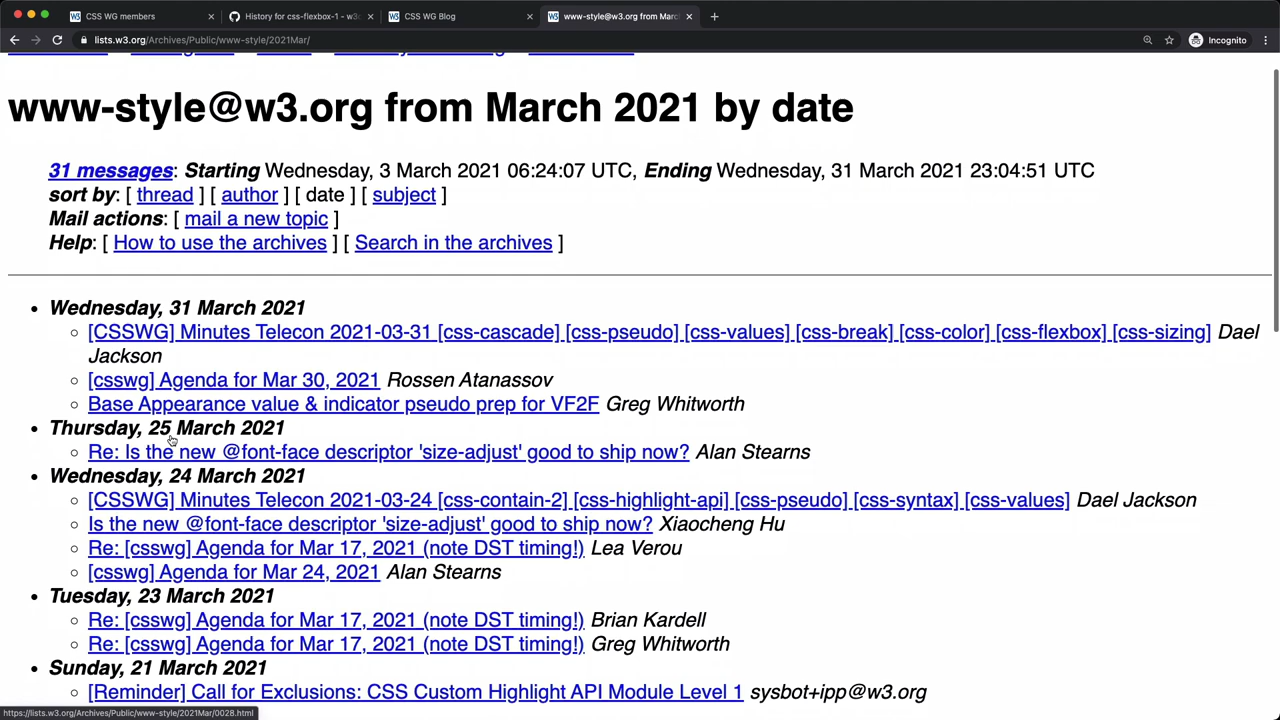 CSS WG members
History for css-flexbox-1 - w3c
CSS WG Blog
www-style@w3.org from March
lists.w3.org/Archives/Public/www-style/2021Mar/
Incognito
www-style@w3.org from March 2021 by date
31 messages: Starting Wednesday, 3 March 2021 06:24:07 UTC, Ending Wednesday, 31 March 2021 23:04:51 UTC
sort by: [ thread ] [ author ] [ date ] [ subject ]
Mail actions: [ mail a new topic ]
Help: [ How to use the archives ] [ Search in the archives ]
Wednesday, 31 March 2021
[CSSWG] Minutes Telecon 2021-03-31 [css-cascade] [css-pseudo] [css-values] [css-break] [css-color] [css-flexbox] [css-sizing] Dael
Jackson
[csswg] Agenda for Mar 30, 2021 Rossen Atanassov
Base Appearance value & indicator pseudo prep for VF2F Greg Whitworth
Thursday, 25 March 2021
Re: Is the new @font-face descriptor 'size-adjust' good to ship now? Alan Stearns
Wednesday, 24 March 2021
[CSSWG] Minutes Telecon 2021-03-24 [css-contain-2] [css-highlight-api] [css-pseudo] [css-syntax] [css-values] Dael Jackson
Is the new @font-face descriptor 'size-adjust' good to ship now? Xiaocheng Hu
Re: [csswg] Agenda for Mar 17, 2021 (note DST timing!) Lea Verou
[csswg] Agenda for Mar 24, 2021 Alan Stearns
Tuesday, 23 March 2021
Re: [csswg] Agenda for Mar 17, 2021 (note DST timing!) Brian Kardell
Re: [csswg] Agenda for Mar 17, 2021 (note DST timing!) Greg Whitworth
Sunday, 21 March 2021
[Reminder] Call for Exclusions: CSS Custom Highlight API Module Level 1 sysbot+ipp@w3.org
https://lists.w3.org/Archives/Public/www-style/2021Mar/0028.html